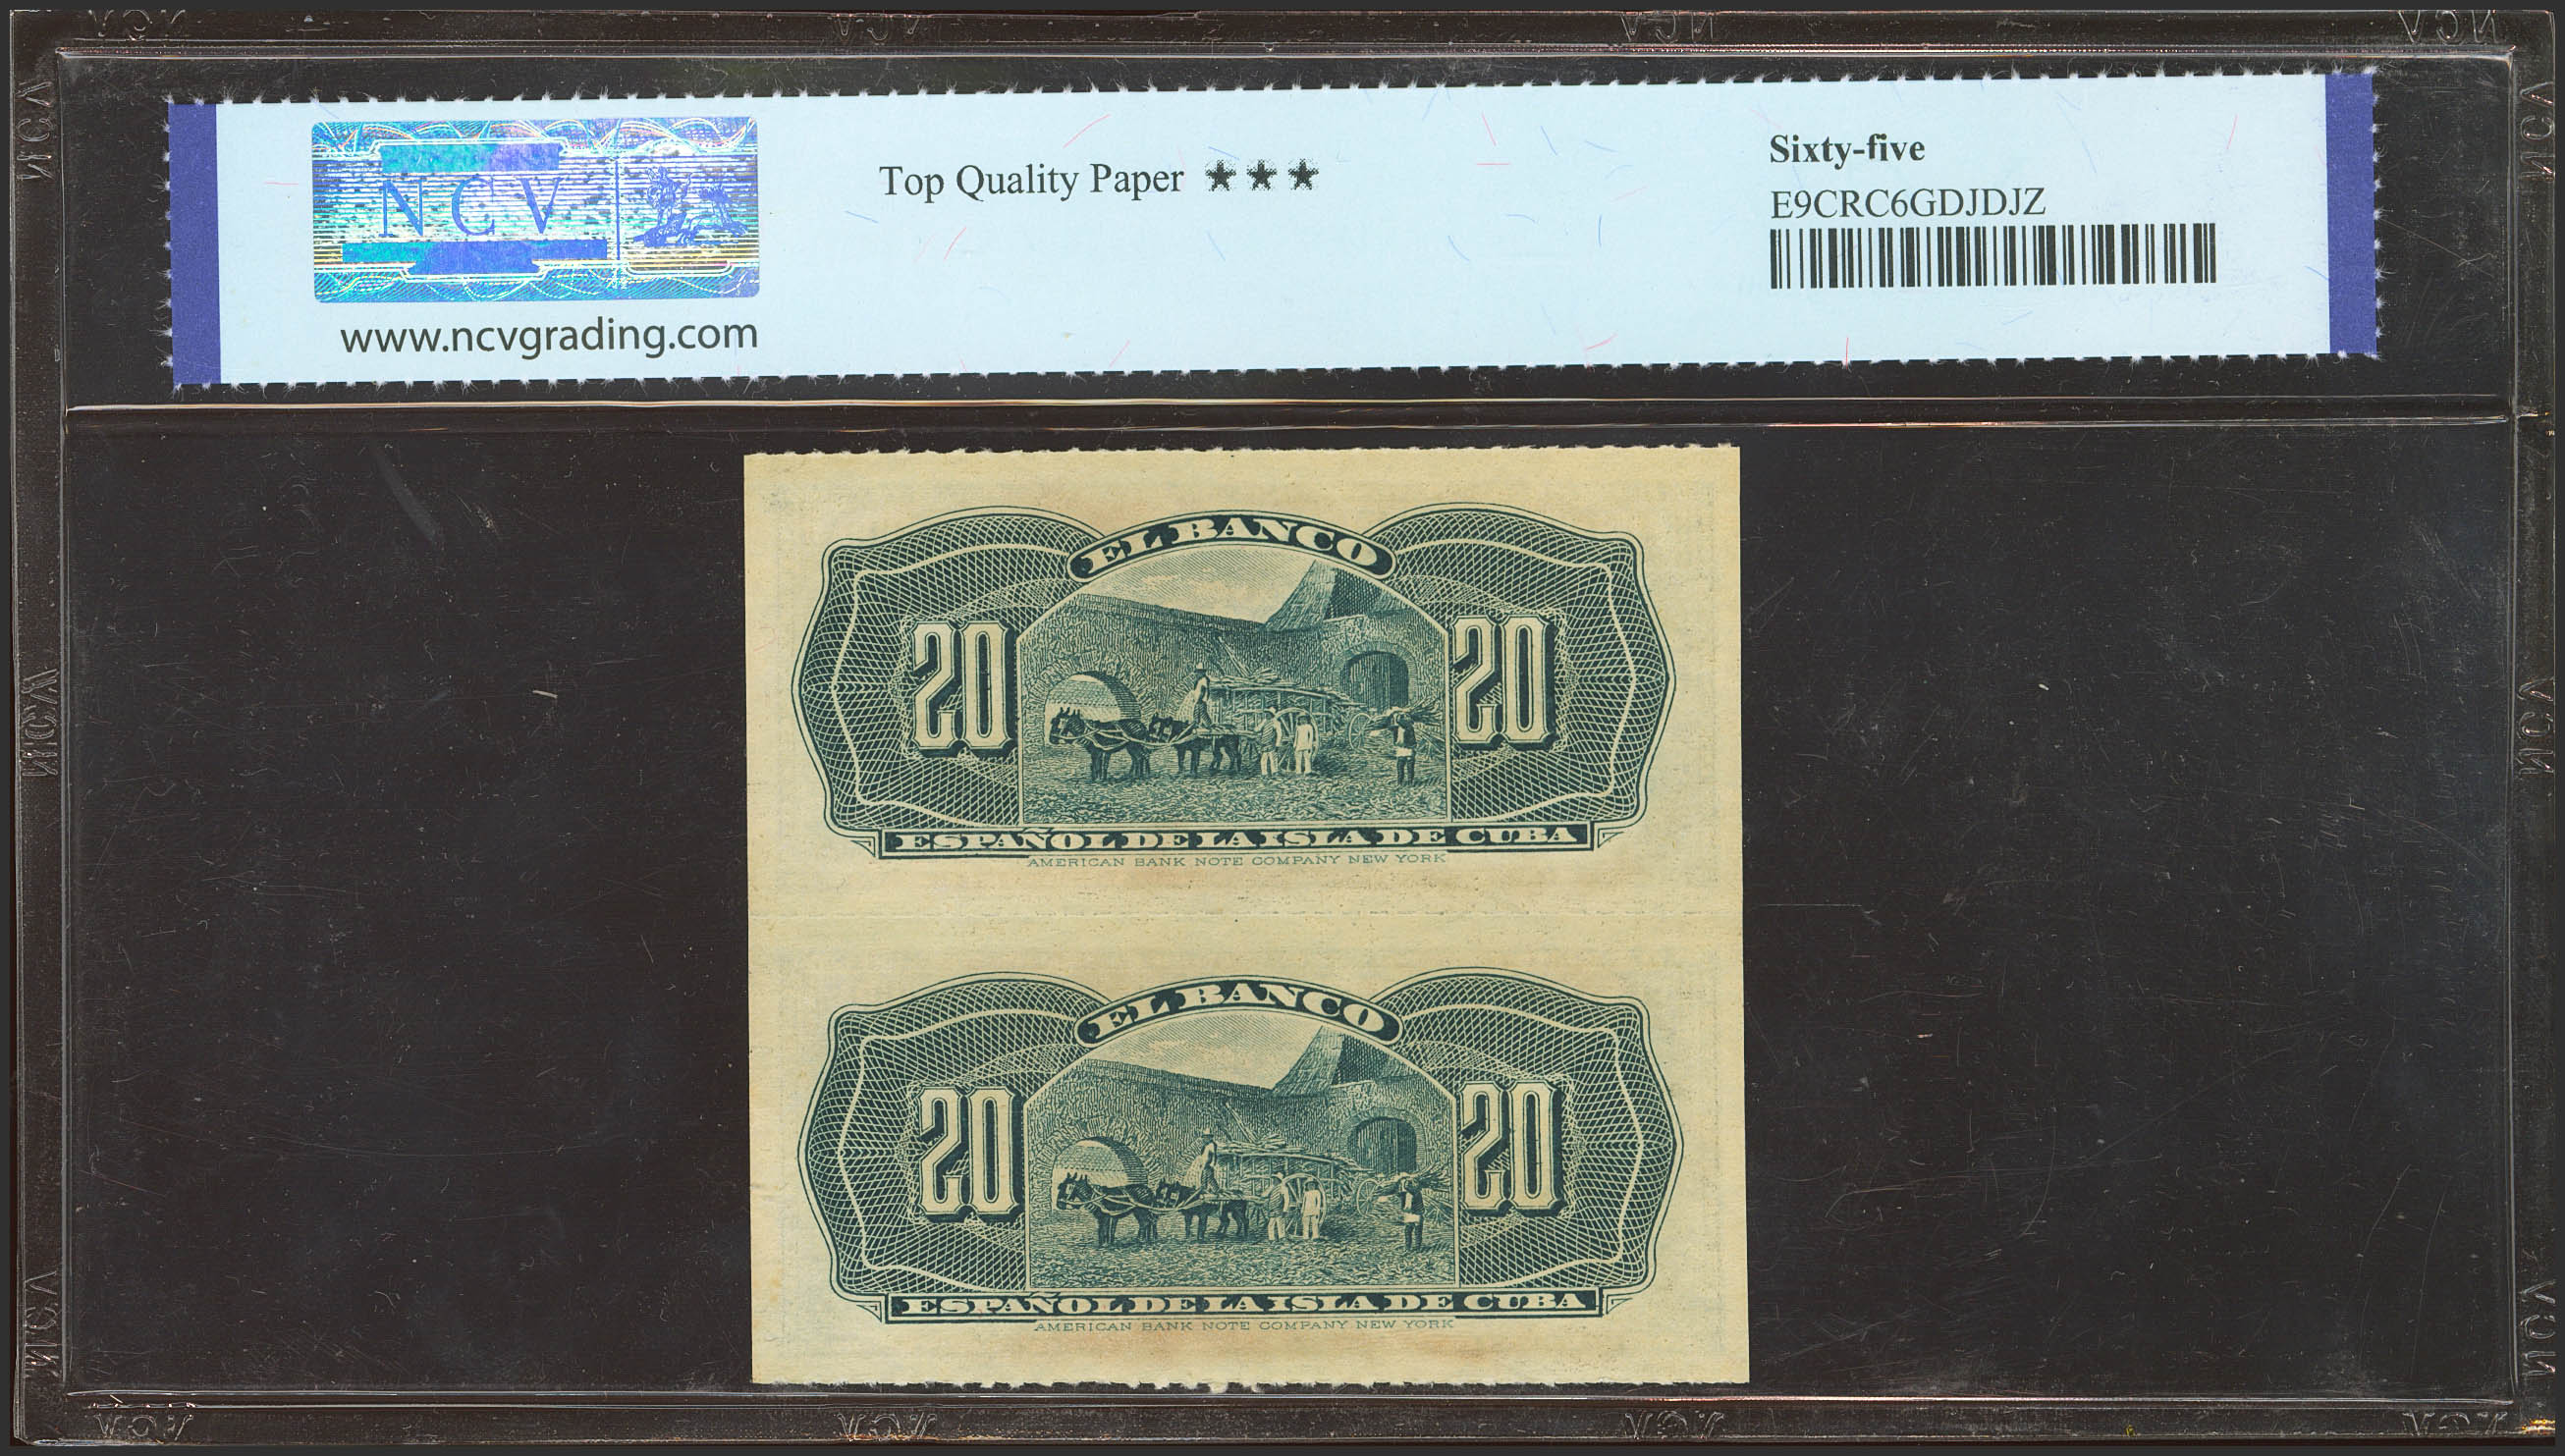 NCV
www.ncvgrading.com
Top Quality Paper ★★★
Sixty-five
E9CRC6GDJDJZ
EL BANCO
20 20
ESPAÑOL DE LA ISLA DE CUBA
AMERICAN BANK NOTE COMPANY NEW YORK
EL BANCO
20 20
ESPAÑOL DE LA ISLA DE CUBA
AMERICAN BANK NOTE COMPANY NEW YORK